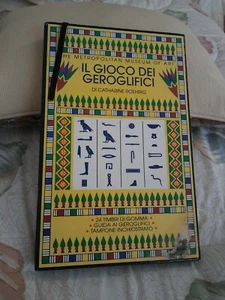 THE METROPOLITAN MUSEUM OF ART
IL GIOCO DEI
GEROGLIFICI
DI CATHARINE ROEHRIG
• 24 TIMBRI DI GOMMA •
• GUIDA AI GEROGLIFICI •
• TAMPONE INCHIOSTRATO •